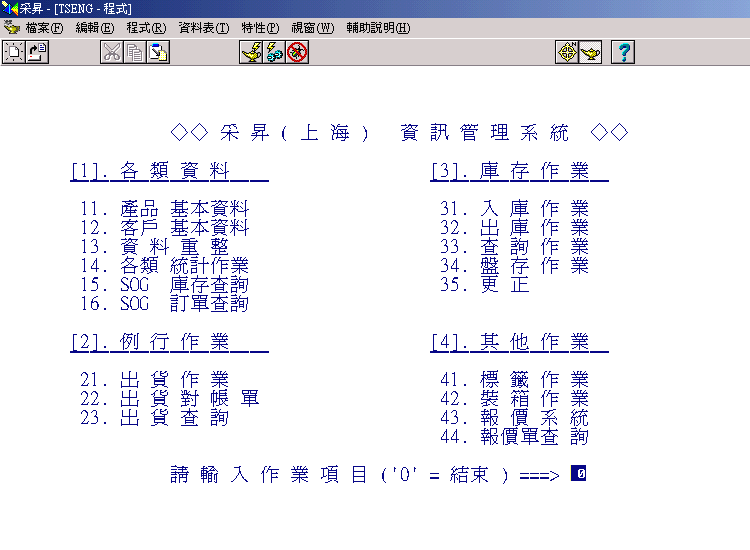 采昇 - [TSENG - 程式]
檔案(F) 編輯(E) 程式(R) 資料表(T) 特性(P) 視窗(W) 輔助說明(H)
◇◇ 采 昇 ( 上 海 ) 資 訊 管 理 系 統 ◇◇
[1]. 各 類 資 料
11. 產品 基本資料
12. 客戶 基本資料
13. 資 料 重 整
14. 各類 統計作業
15. SOG 庫存查詢
16. SOG 訂單查詢
[2]. 例 行 作 業
21. 出 貨 作 業
22. 出 貨 對 帳 單
23. 出 貨 查 詢
[3]. 庫 存 作 業
31. 入 庫 作 業
32. 出 庫 作 業
33. 查 詢 作 業
34. 盤 存 作 業
35. 更 正
[4]. 其 他 作 業
41. 標 籤 作 業
42. 裝 箱 作 業
43. 報 價 系 統
44. 報價單查 詢
請 輸 入 作 業 項 目 ('0' = 結束 ) ===> 0